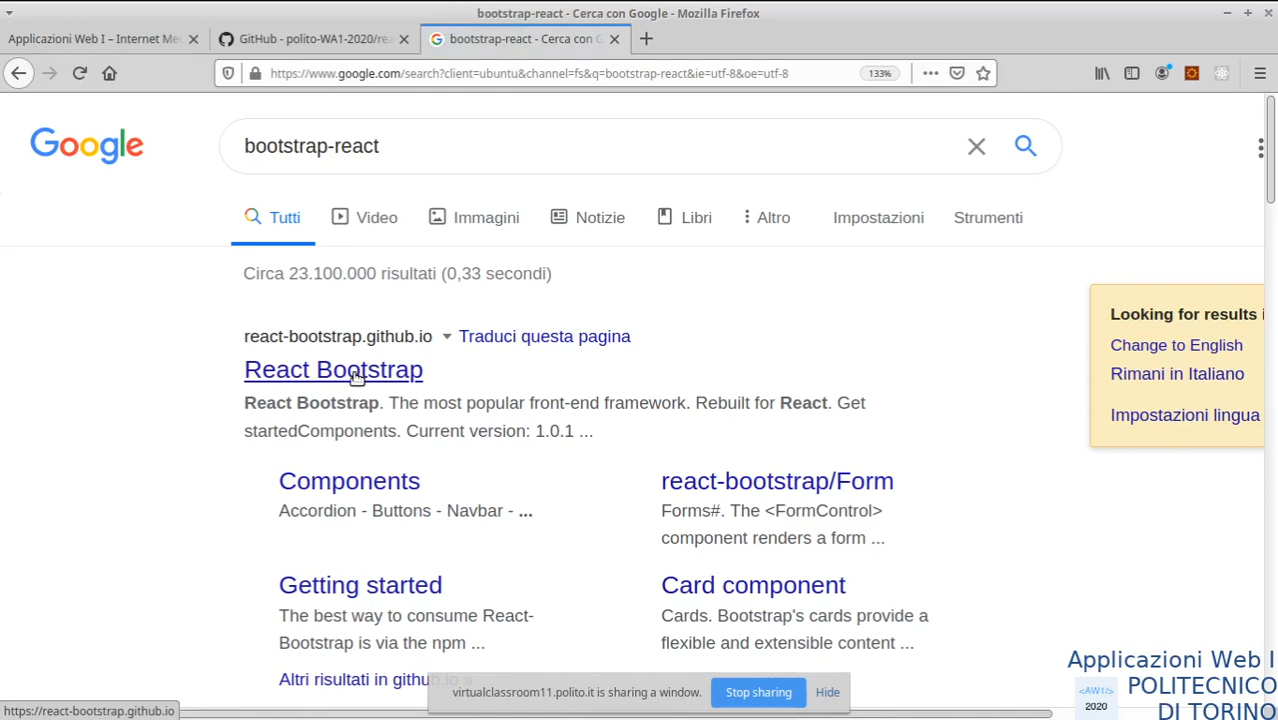 bootstrap-react - Cerca con Google - Mozilla Firefox
Applicazioni Web I – Internet Me
GitHub - polito-WA1-2020/rea
bootstrap-react - Cerca con G
https://www.google.com/search?client=ubuntu&channel=fs&q=bootstrap-react&ie=utf-8&oe=utf-8
133%
Google
bootstrap-react
Tutti
Video
Immagini
Notizie
Libri
Altro
Impostazioni
Strumenti
Circa 23.100.000 risultati (0,33 secondi)
react-bootstrap.github.io
Traduci questa pagina
React Bootstrap
React Bootstrap. The most popular front-end framework. Rebuilt for React. Get
startedComponents. Current version: 1.0.1 ...
Looking for results i
Change to English
Rimani in Italiano
Impostazioni lingua
Components
Accordion - Buttons - Navbar - ...
react-bootstrap/Form
Forms#. The <FormControl>
component renders a form ...
Getting started
The best way to consume React-
Bootstrap is via the npm ...
Card component
Cards. Bootstrap's cards provide a
flexible and extensible content ...
Altri risultati in github.io »
virtualclassroom11.polito.it is sharing a window.
Stop sharing
Hide
https://react-bootstrap.github.io
Applicazioni Web I
<AW1/>
2020
POLITECNICO
DI TORINO